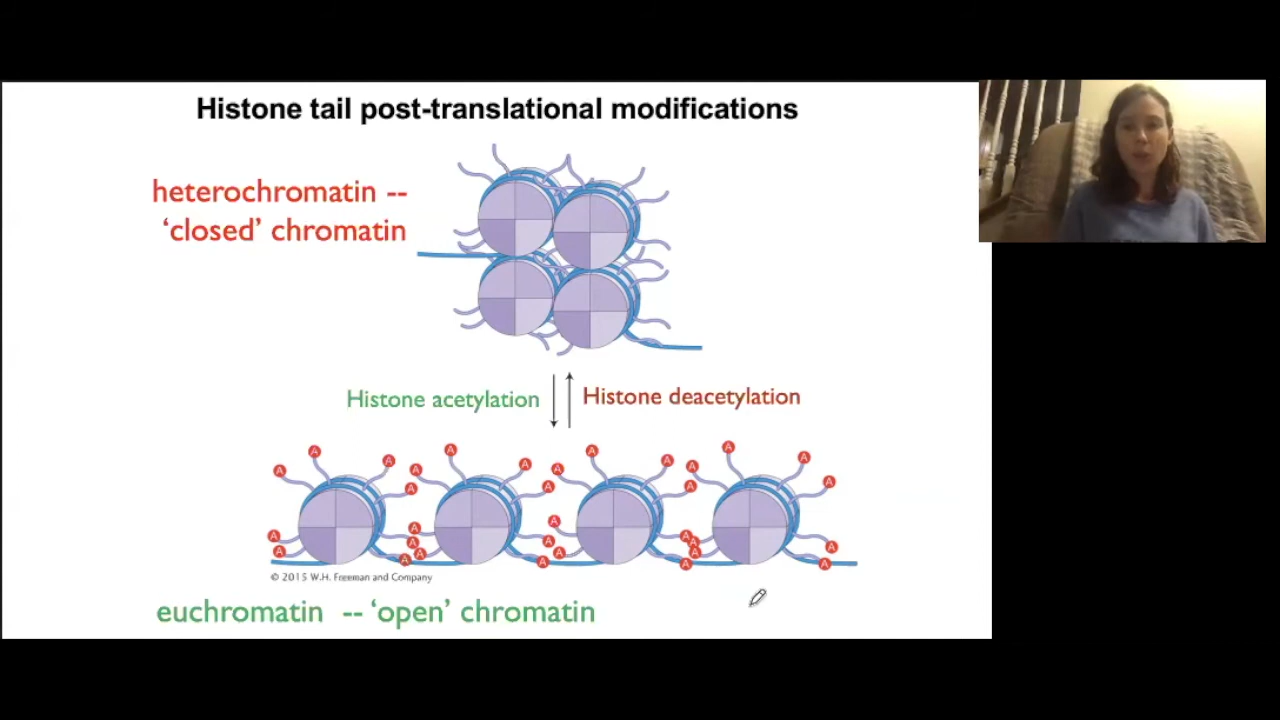 Histone tail post-translational modifications
heterochromatin --
‘closed’ chromatin
Histone acetylation
Histone deacetylation
A A A A A A A A A A A A
A A A A
A A A A A A A A
A A A A A A A A
© 2015 W.H. Freeman and Company
euchromatin -- ‘open’ chromatin